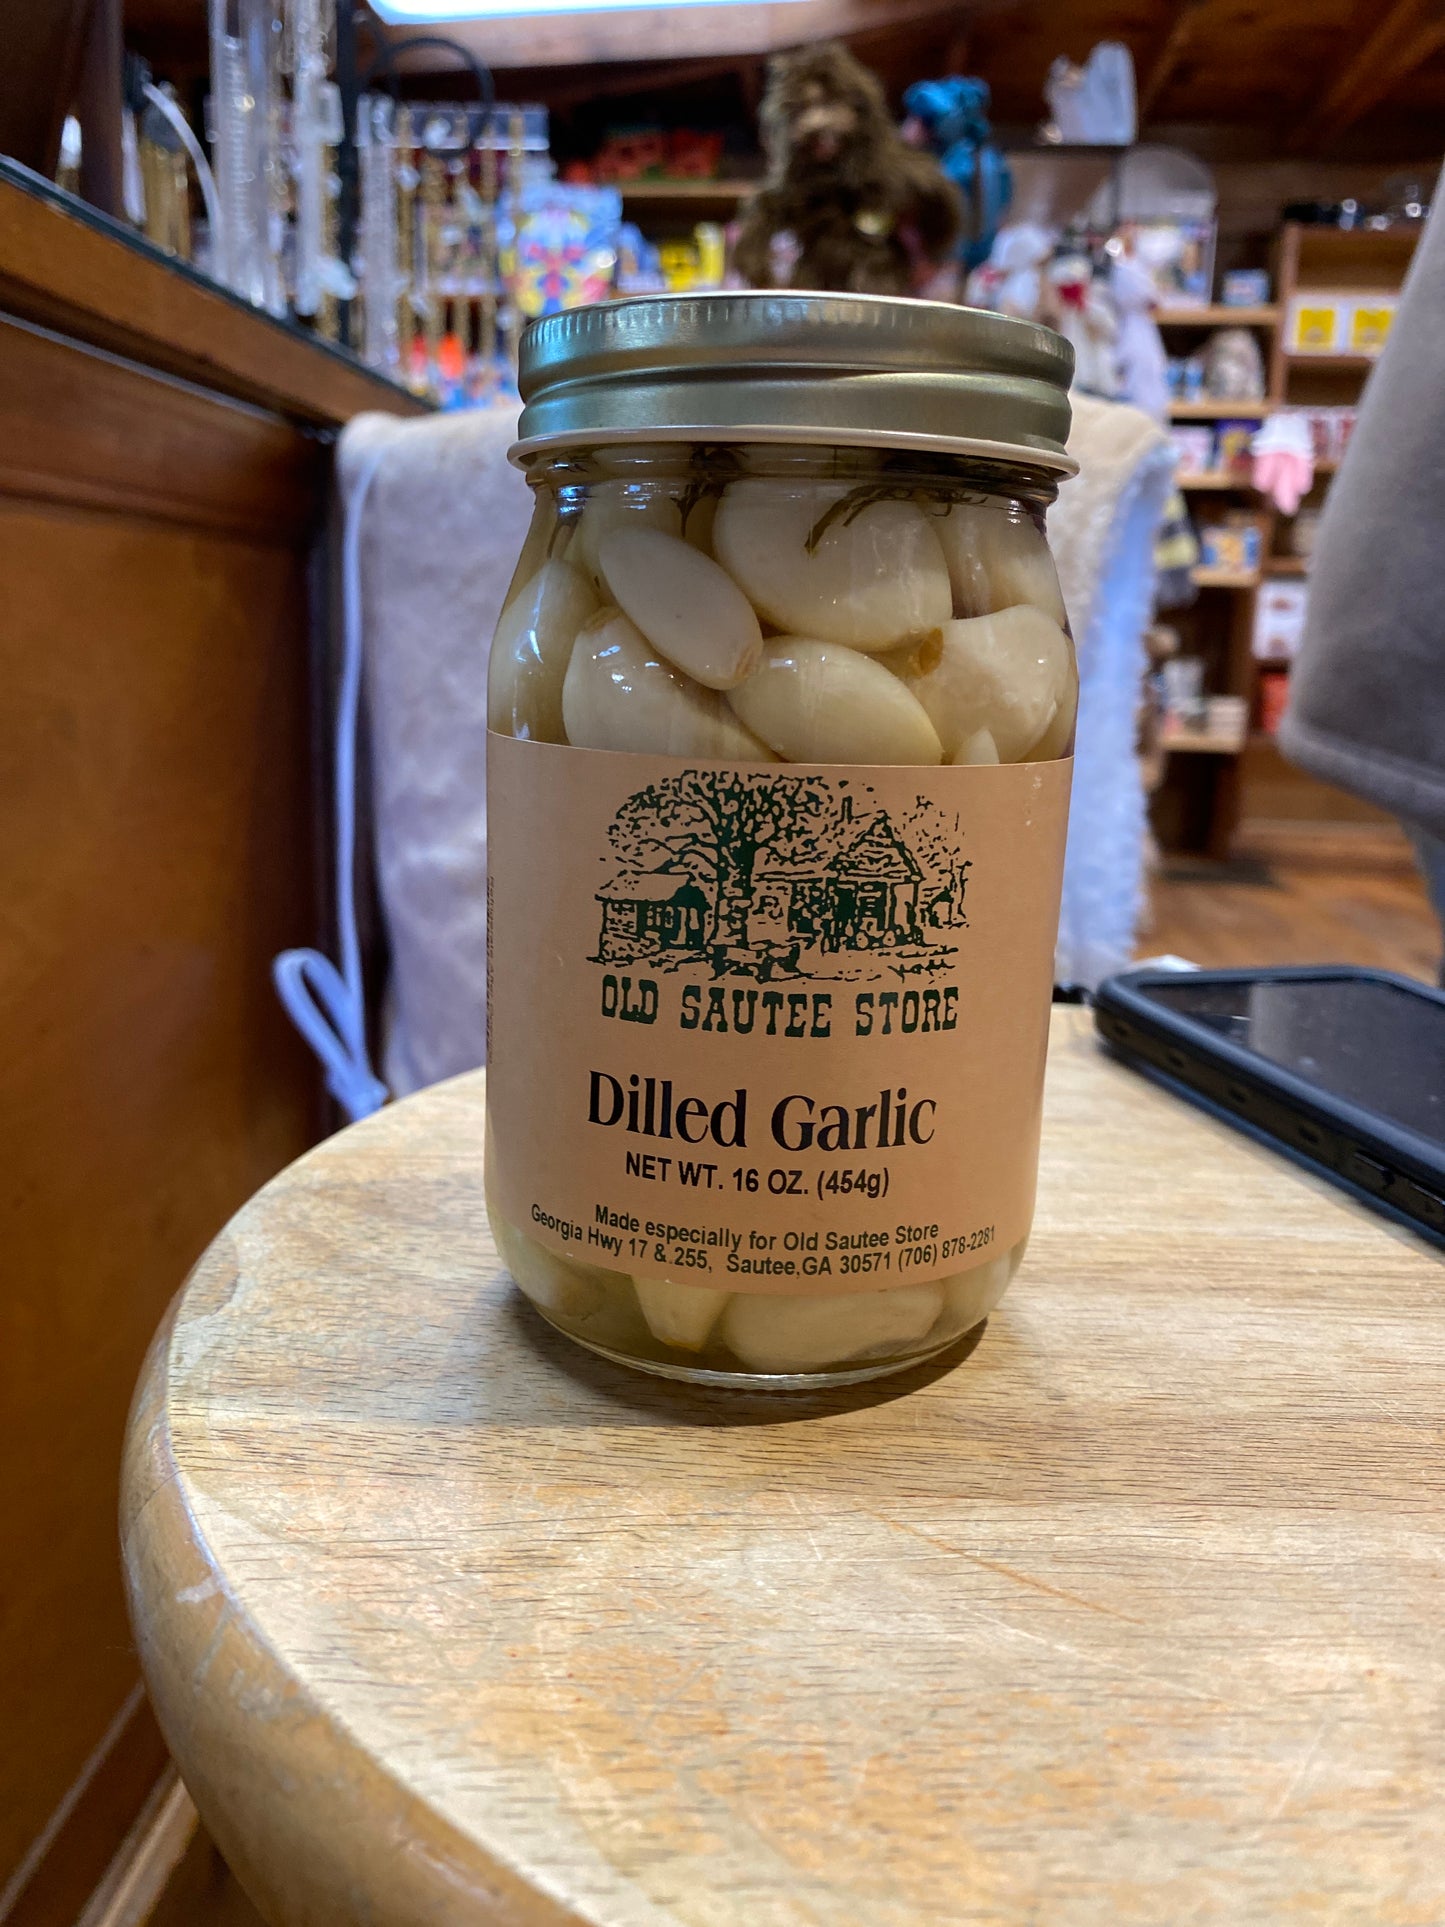 OLD SAUTEE STORE
Dilled Garlic
NET WT. 16 OZ. (454g)
Made especially for Old Sautee Store
Georgia Hwy 17 & 255, Sautee, GA 30571 (706) 878-2281